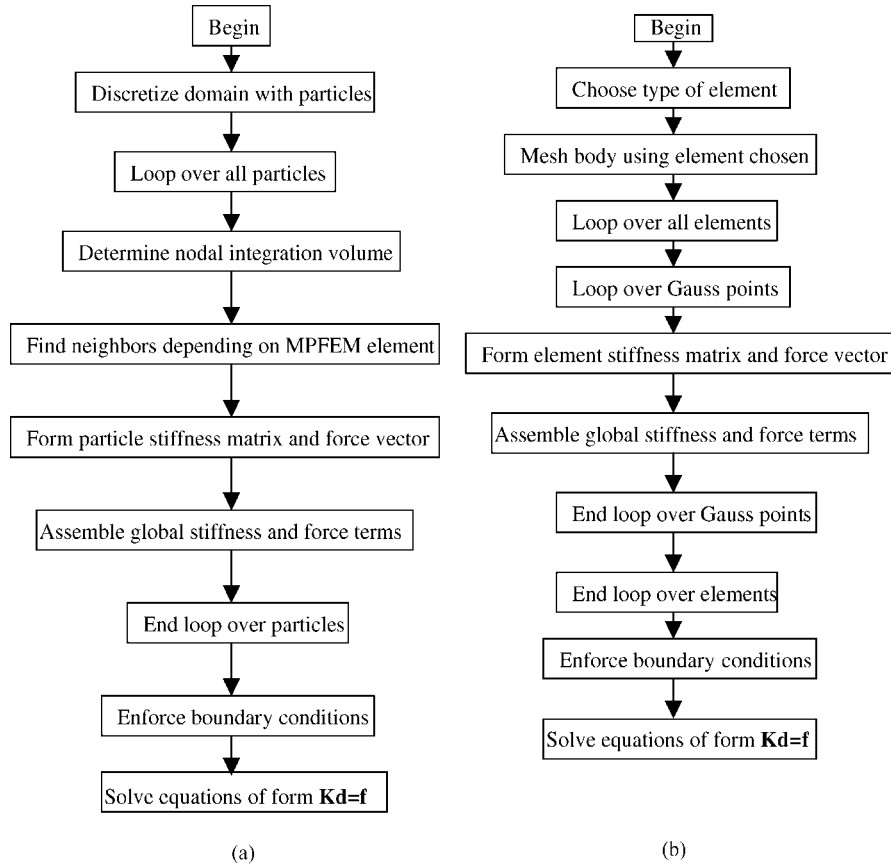 Begin
Discretize domain with particles
Loop over all particles
Determine nodal integration volume
Find neighbors depending on MPFEM element
Form particle stiffness matrix and force vector
Assemble global stiffness and force terms
End loop over particles
Enforce boundary conditions
Solve equations of form Kd=f
(a)
Begin
Choose type of element
Mesh body using element chosen
Loop over all elements
Loop over Gauss points
Form element stiffness matrix and force vector
Assemble global stiffness and force terms
End loop over Gauss points
End loop over elements
Enforce boundary conditions
Solve equations of form Kd=f
(b)